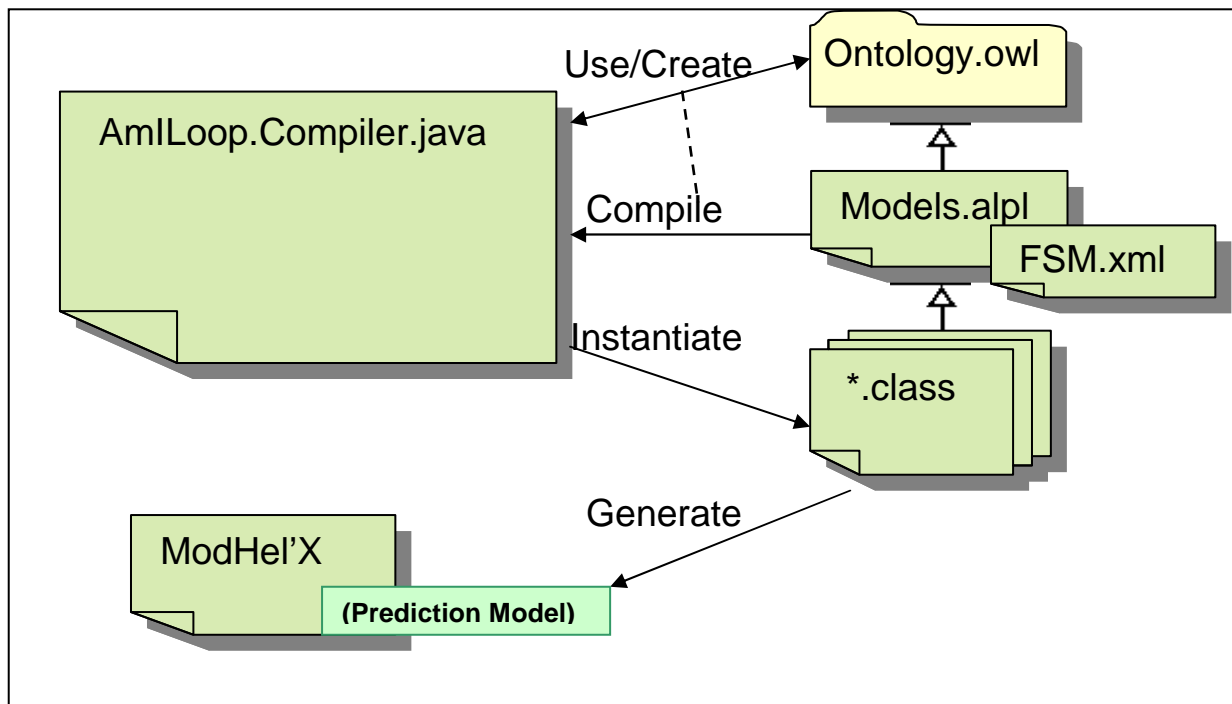 Ontology.owl
Use/Create
AmILoop.Compiler.java
Models.alpl
Compile
FSM.xml
Instantiate
*.class
Generate
ModHel’X
(Prediction Model)